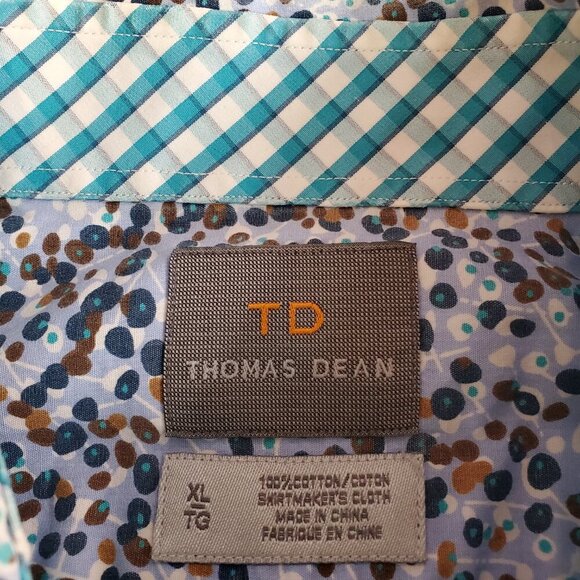 TD
THOMAS DEAN
XL
TG
100%COTTON/COTON
SHIRTMAKER'S CLOTH
MADE IN CHINA
FABRIQUE EN CHINE